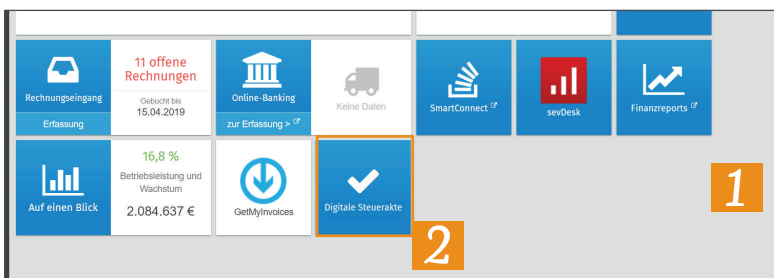 Rechnungseingang
Erfassung
11 offene
Rechnungen
Gebucht bis
15.04.2019
Online-Banking
zur Erfassung >
Keine Daten
SmartConnect
sevDesk
Finanzreports
Auf einen Blick
16,8 %
Betriebsleistung und
Wachstum
2.084.637 €
GetMyInvoices
Digitale Steuerakte
1
2